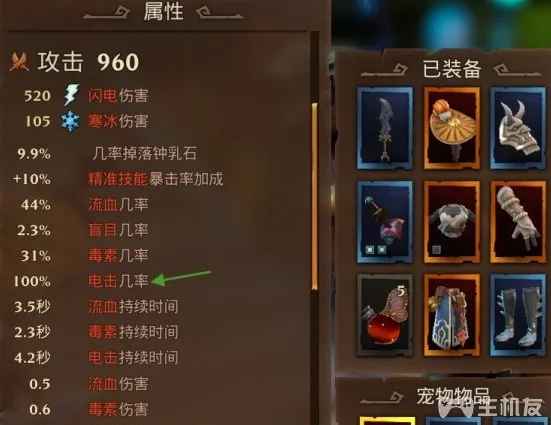 属性
攻击 960
520 闪电伤害
105 寒冰伤害
9.9% 几率掉落钟乳石
+10% 精准技能暴击率加成
44% 流血几率
2.3% 盲目几率
31% 毒素几率
100% 电击几率
3.5秒 流血持续时间
2.3秒 毒素持续时间
4.2秒 电击持续时间
0.5 流血伤害
0.6 毒素伤害
已装备
5
宠物物品
手机友